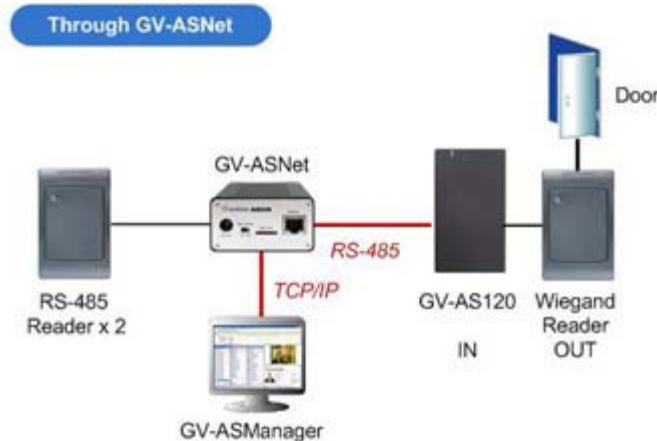 Through GV-ASNet
Door
GV-ASNet
RS-485
TCP/IP
RS-485
Reader x 2
GV-AS120
IN
Wiegand
Reader
OUT
GV-ASManager